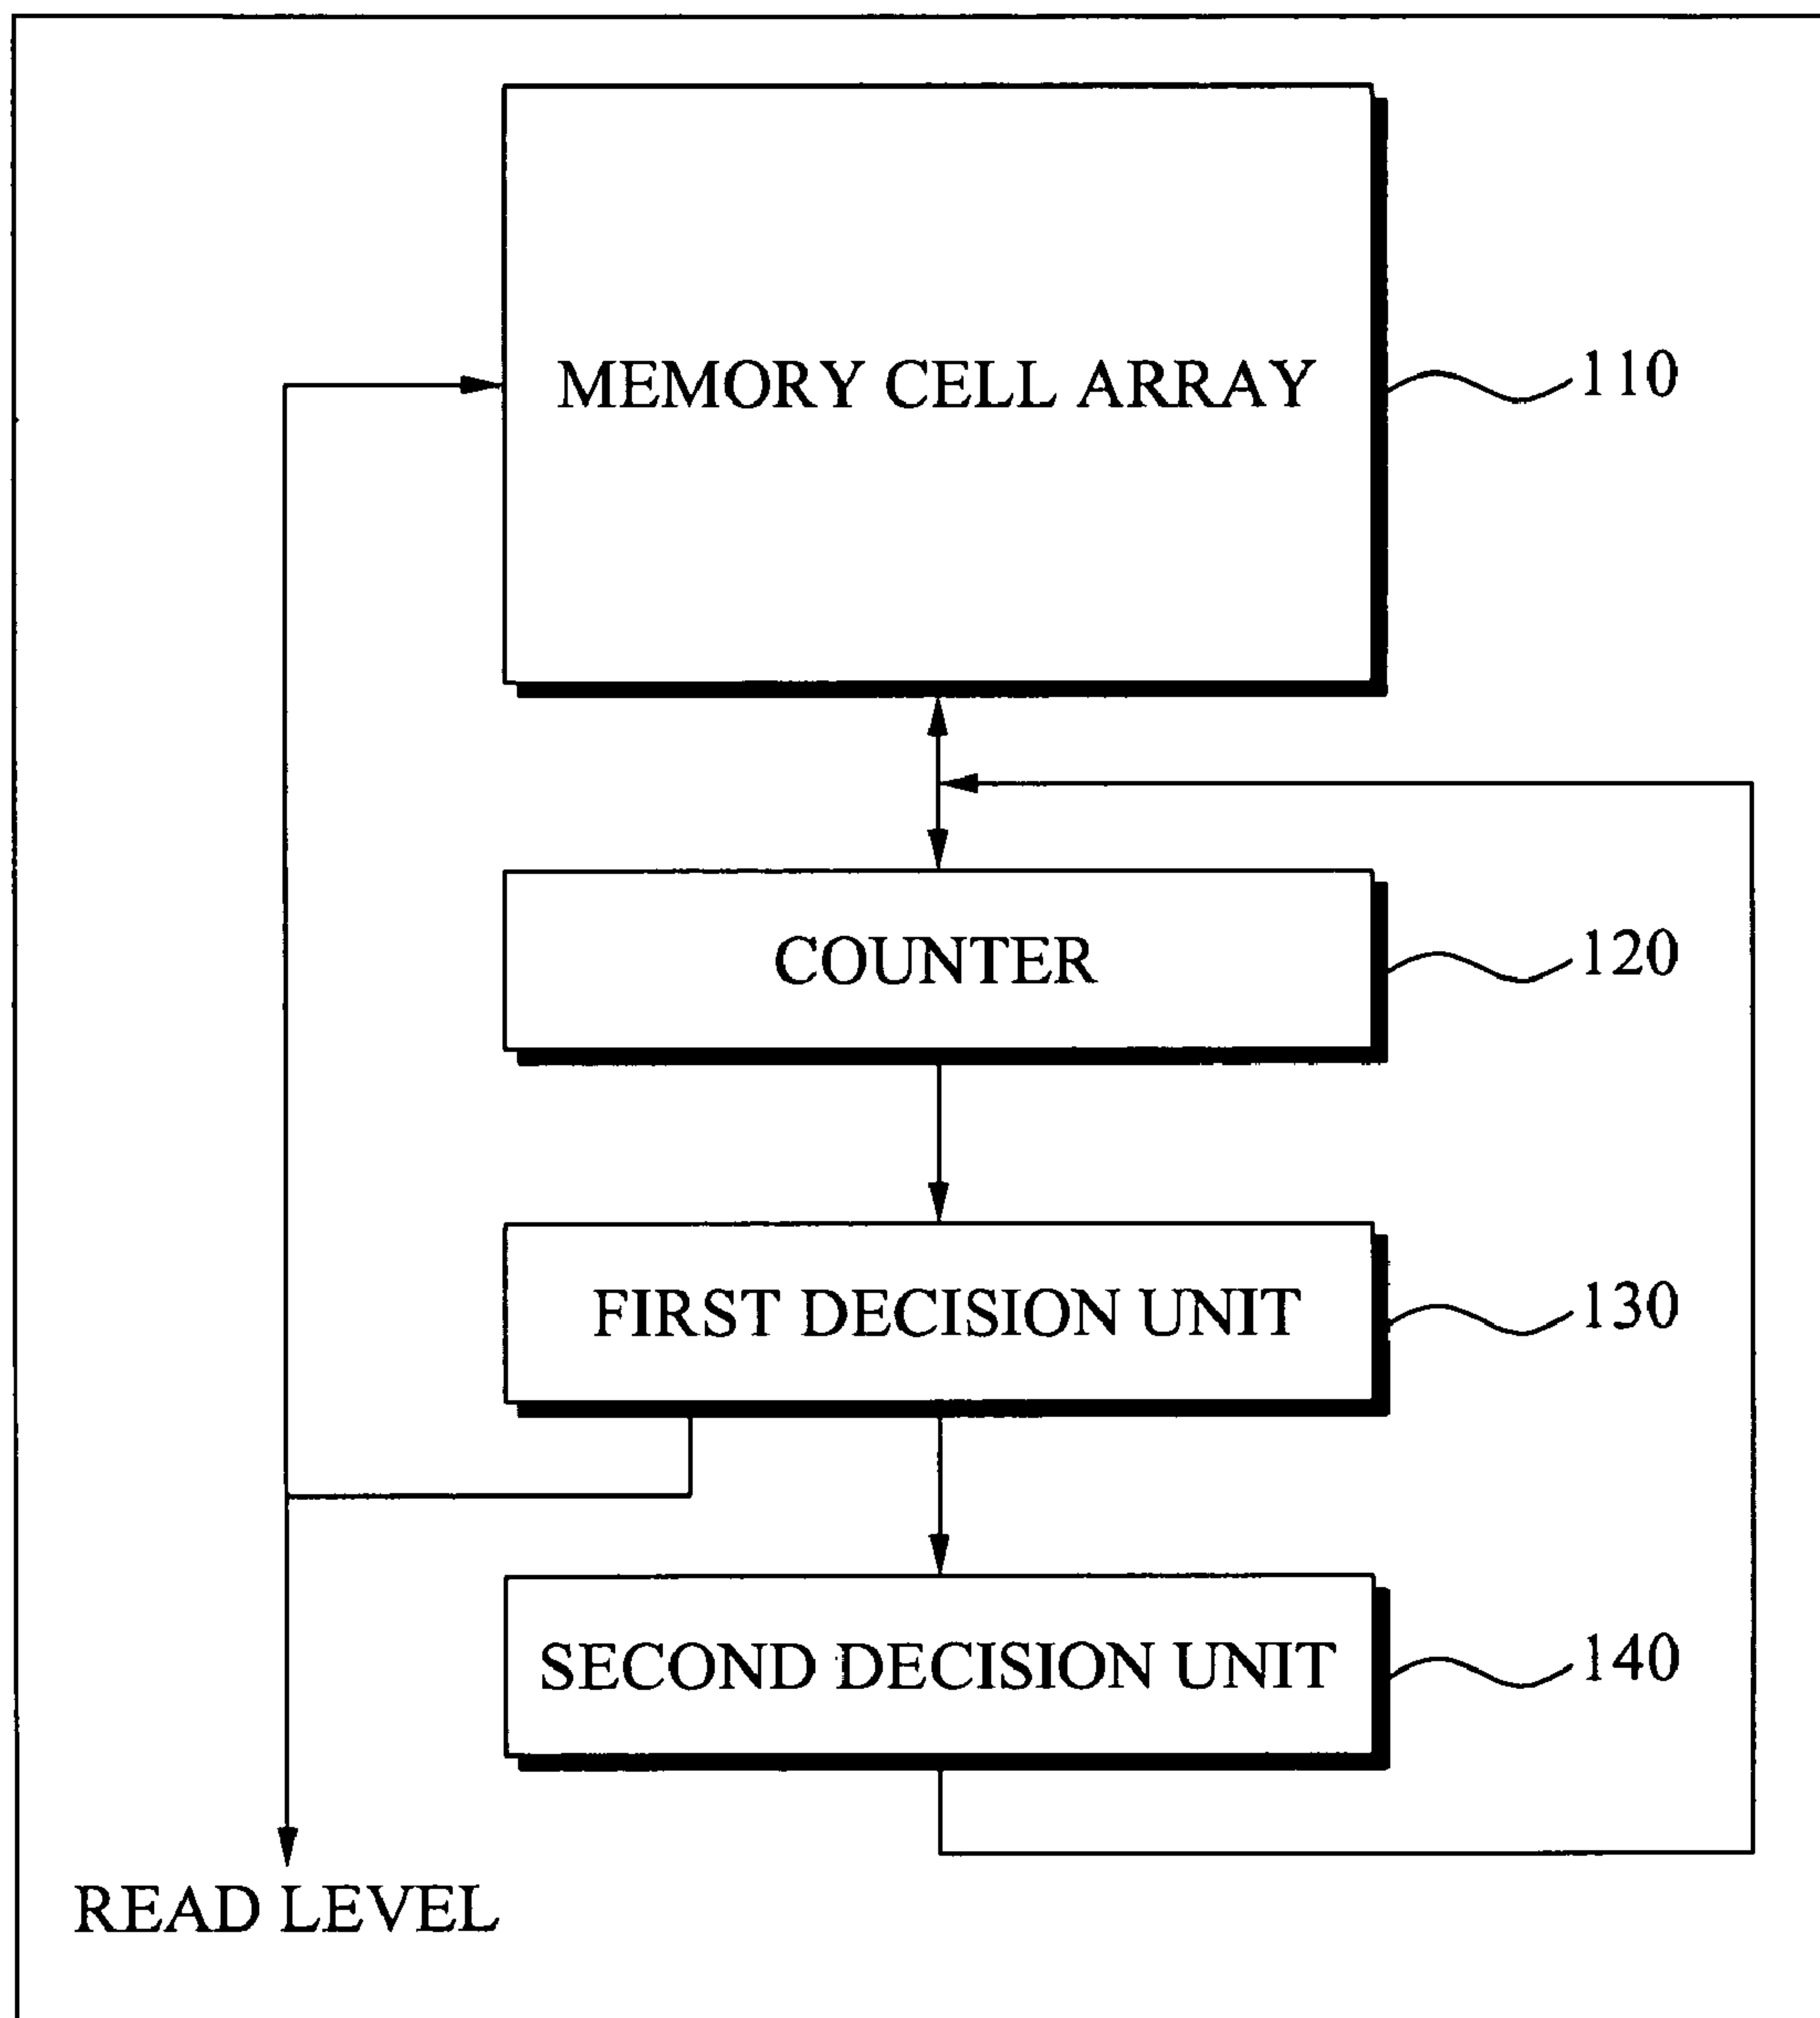 MEMORY CELL ARRAY
110
COUNTER
120
FIRST DECISION UNIT
130
SECOND DECISION UNIT
140
READ LEVEL